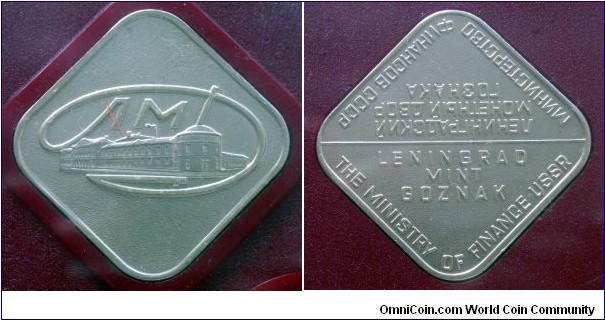 ЛМ
МИНИСТЕРСТВО ФИНАНСОВ СССР
ЛЕНИНГРАДСКИЙ
МОНЕТНЫЙ ДВОР
ГОЗНАКА
LENINGRAD
MINT
GOZNAK
THE MINISTRY OF FINANCE USSR
OmniCoin.com World Coin Community